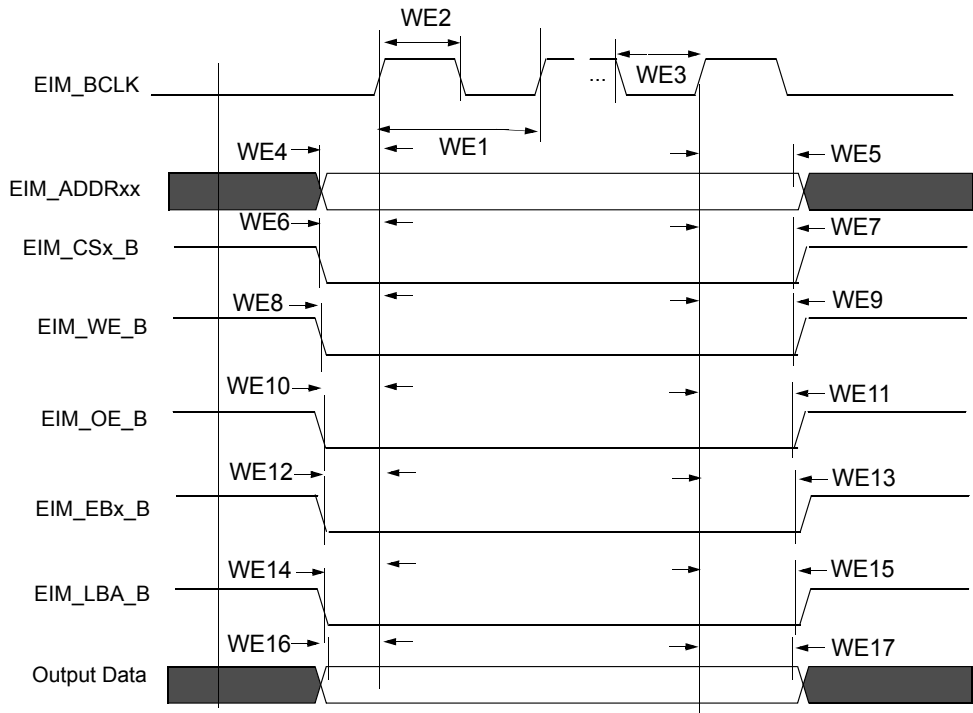 WE2
EIM_BCLK
...
WE3
WE4
WE1
WE5
EIM_ADDRxx
WE6
WE7
EIM_CSx_B
WE8
WE9
EIM_WE_B
WE10
WE11
EIM_OE_B
WE12
WE13
EIM_EBx_B
WE14
WE15
EIM_LBA_B
WE16
WE17
Output Data